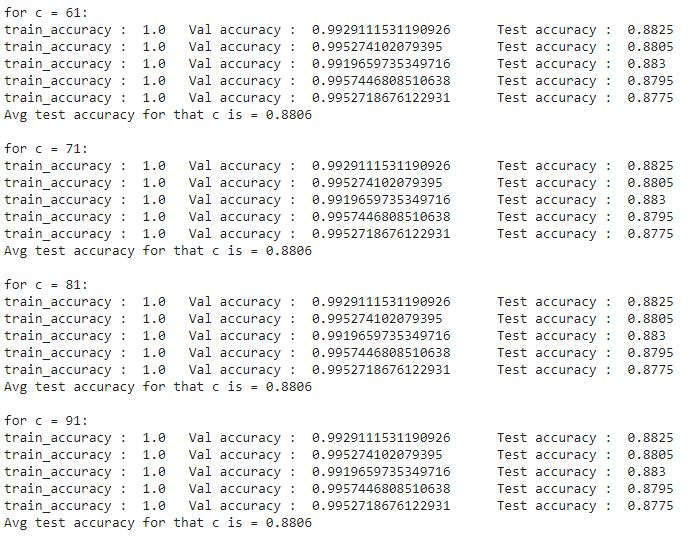 for c = 61:
train_accuracy :  1.0   Val accuracy :  0.9929111531190926      Test accuracy :  0.8825
train_accuracy :  1.0   Val accuracy :  0.995274102079395       Test accuracy :  0.8805
train_accuracy :  1.0   Val accuracy :  0.9919659735349716      Test accuracy :  0.883
train_accuracy :  1.0   Val accuracy :  0.9957446808510638      Test accuracy :  0.8795
train_accuracy :  1.0   Val accuracy :  0.9952718676122931      Test accuracy :  0.8775
Avg test accuracy for that c is = 0.8806

for c = 71:
train_accuracy :  1.0   Val accuracy :  0.9929111531190926      Test accuracy :  0.8825
train_accuracy :  1.0   Val accuracy :  0.995274102079395       Test accuracy :  0.8805
train_accuracy :  1.0   Val accuracy :  0.9919659735349716      Test accuracy :  0.883
train_accuracy :  1.0   Val accuracy :  0.9957446808510638      Test accuracy :  0.8795
train_accuracy :  1.0   Val accuracy :  0.9952718676122931      Test accuracy :  0.8775
Avg test accuracy for that c is = 0.8806

for c = 81:
train_accuracy :  1.0   Val accuracy :  0.9929111531190926      Test accuracy :  0.8825
train_accuracy :  1.0   Val accuracy :  0.995274102079395       Test accuracy :  0.8805
train_accuracy :  1.0   Val accuracy :  0.9919659735349716      Test accuracy :  0.883
train_accuracy :  1.0   Val accuracy :  0.9957446808510638      Test accuracy :  0.8795
train_accuracy :  1.0   Val accuracy :  0.9952718676122931      Test accuracy :  0.8775
Avg test accuracy for that c is = 0.8806

for c = 91:
train_accuracy :  1.0   Val accuracy :  0.9929111531190926      Test accuracy :  0.8825
train_accuracy :  1.0   Val accuracy :  0.995274102079395       Test accuracy :  0.8805
train_accuracy :  1.0   Val accuracy :  0.9919659735349716      Test accuracy :  0.883
train_accuracy :  1.0   Val accuracy :  0.9957446808510638      Test accuracy :  0.8795
train_accuracy :  1.0   Val accuracy :  0.9952718676122931      Test accuracy :  0.8775
Avg test accuracy for that c is = 0.8806